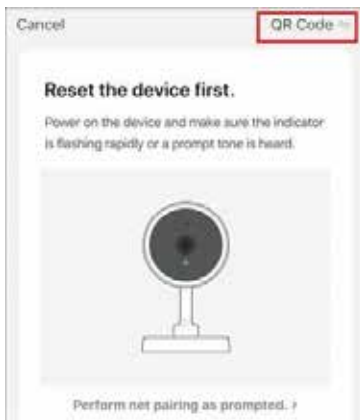 Cancel QR Code
Reset the device first.
Power on the device and make sure the indicator
is flashing rapidly or a prompt tone is heard.
Perform net pairing as prompted. >